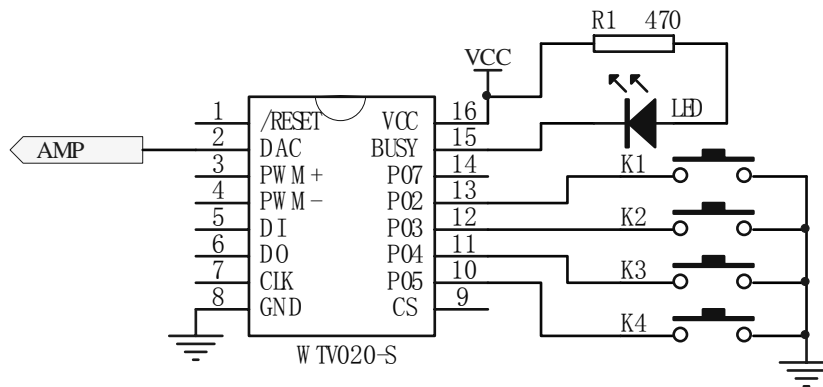 R1 470
VCC
LED
AMP
1 /RESET VCC 16
2 DAC BUSY 15
3 PWM+ P07 14
4 PWM- P02 13
5 DI P03 12
6 DO P04 11
7 CLK P05 10
8 GND CS 9
K1
K2
K3
K4
WTV020-S